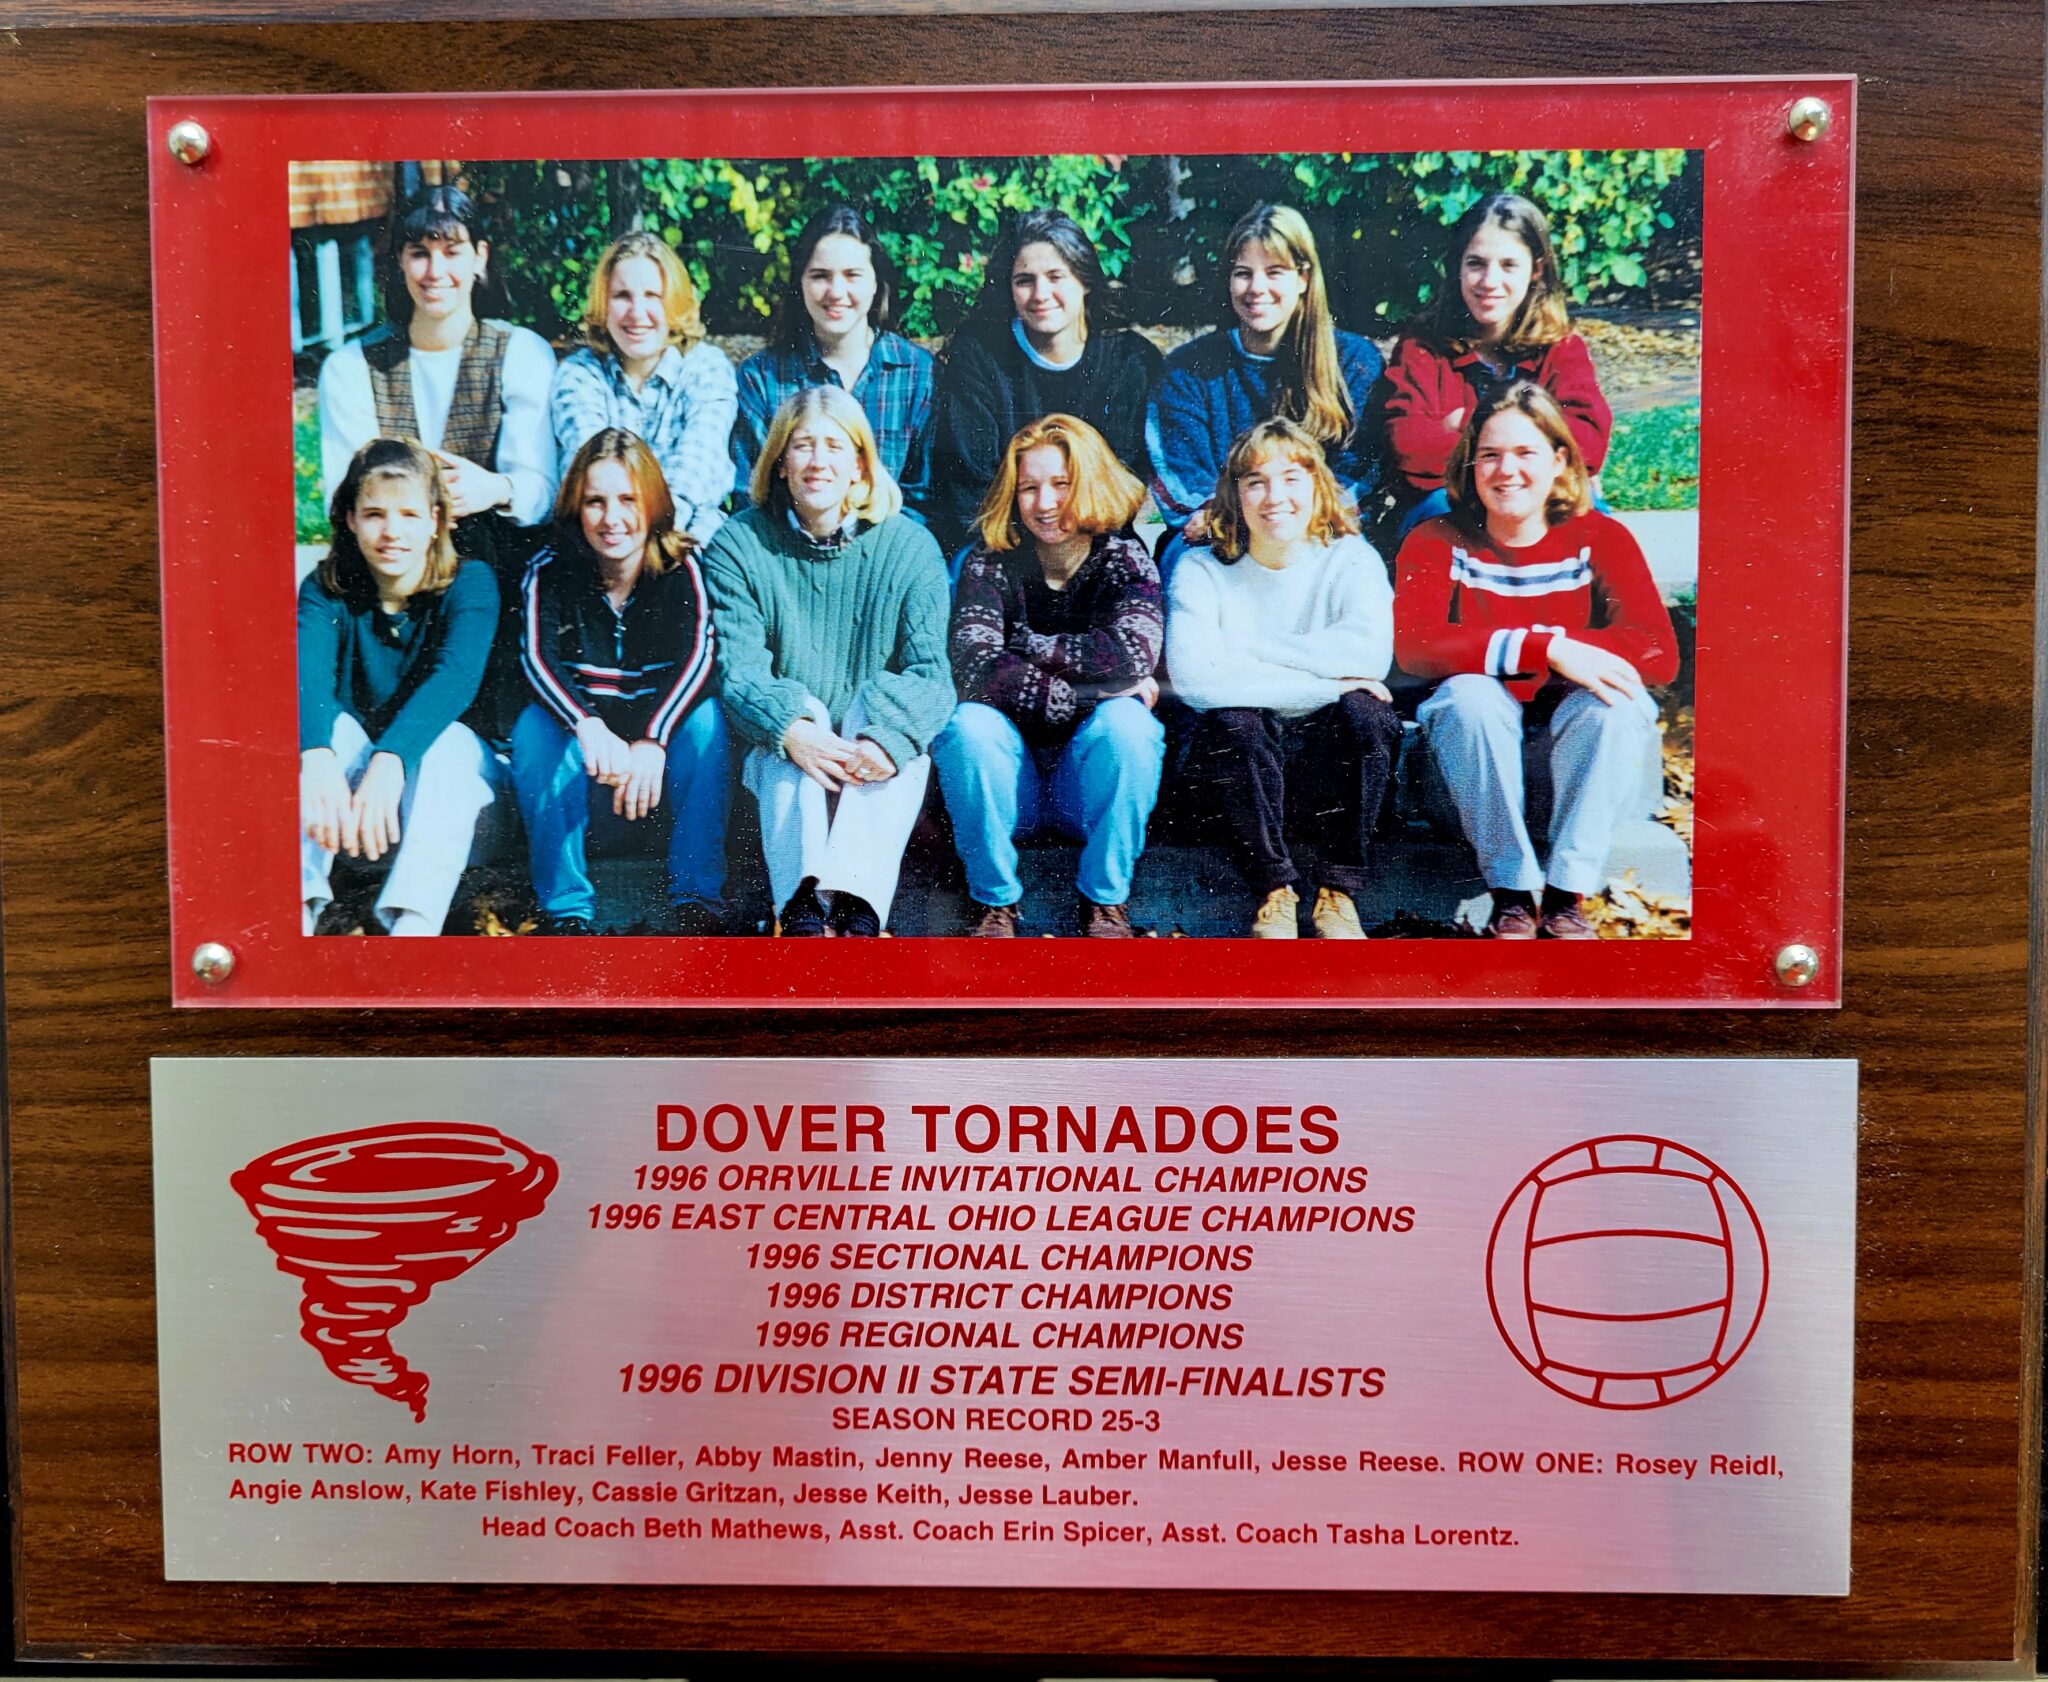 DOVER TORNADOES
1996 ORRVILLE INVITATIONAL CHAMPIONS
1996 EAST CENTRAL OHIO LEAGUE CHAMPIONS
1996 SECTIONAL CHAMPIONS
1996 DISTRICT CHAMPIONS
1996 REGIONAL CHAMPIONS
1996 DIVISION II STATE SEMI-FINALISTS
SEASON RECORD 25-3
ROW TWO: Amy Horn, Traci Feller, Abby Mastin, Jenny Reese, Amber Manfull, Jesse Reese. ROW ONE: Rosey Reidl,
Angie Anslow, Kate Fishley, Cassie Gritzan, Jesse Keith, Jesse Lauber.
Head Coach Beth Mathews, Asst. Coach Erin Spicer, Asst. Coach Tasha Lorentz.